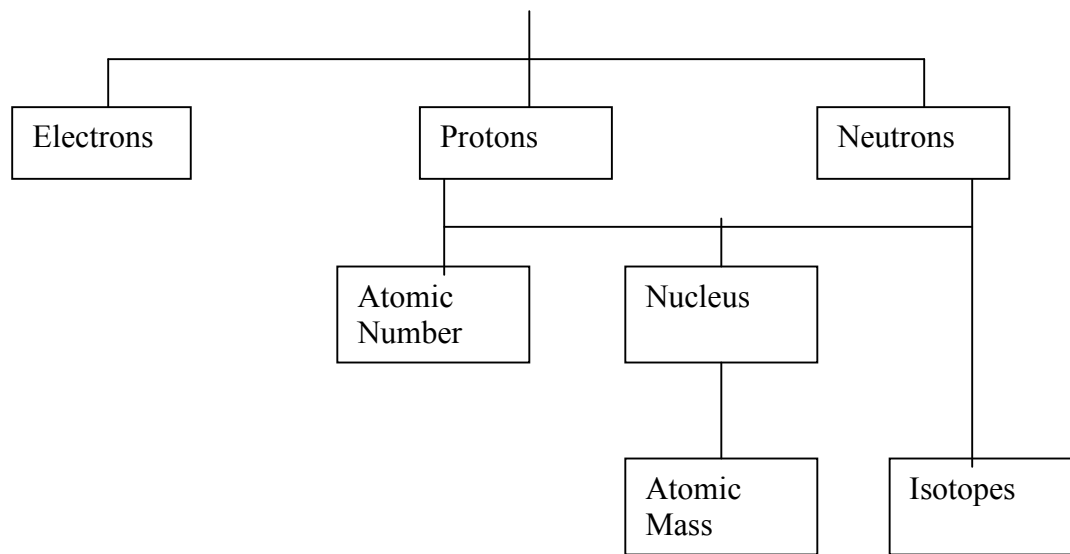 Electrons
Protons
Neutrons
Atomic
Number
Nucleus
Atomic
Mass
Isotopes